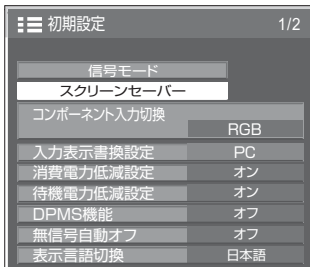 初期設定 1/2
信号モード
スクリーンセーバー
コンポーネント入力切換
RGB
入力表示書換設定 PC
消費電力低減設定 オン
待機電力低減設定 オン
DPMS機能 オフ
無信号自動オフ オフ
表示言語切換 日本語